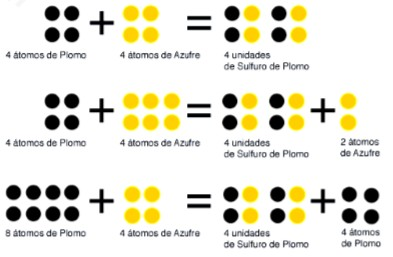 + =
4 átomos de Plomo 4 átomos de Azufre 4 unidades
de Sulfuro de Plomo
+ = +
4 átomos de Plomo 4 átomos de Azufre 4 unidades 2 átomos
de Sulfuro de Plomo de Azufre
+ = +
8 átomos de Plomo 4 átomos de Azufre 4 unidades 4 átomos
de Sulfuro de Plomo de Plomo